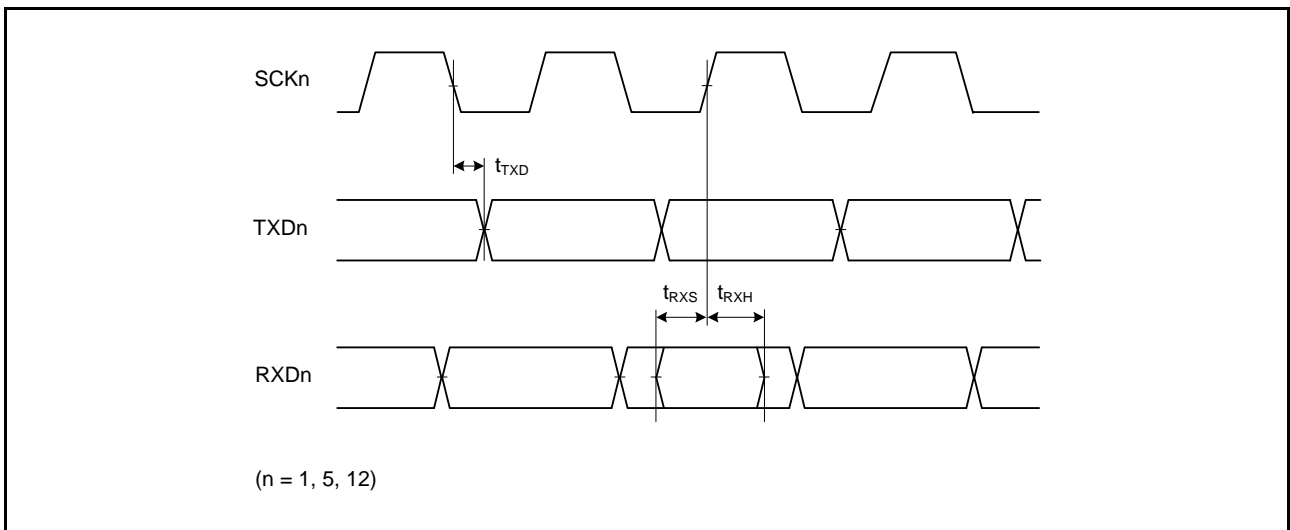 SCKn
tTXD
TXDn
tRXS tRXH
RXDn
(n = 1, 5, 12)